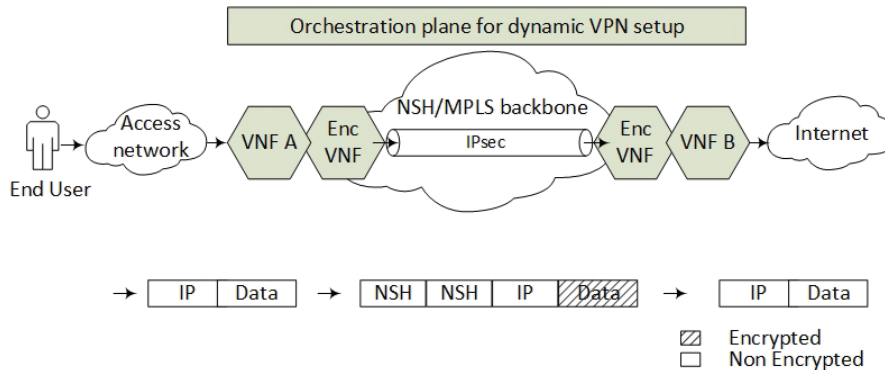 Orchestration plane for dynamic VPN setup
NSH/MPLS backbone
Access
network
VNF A
Enc
VNF
IPsec
Enc
VNF
VNF B
Internet
End User
IP
Data
NSH
NSH
IP
Data
IP
Data
Encrypted
Non Encrypted